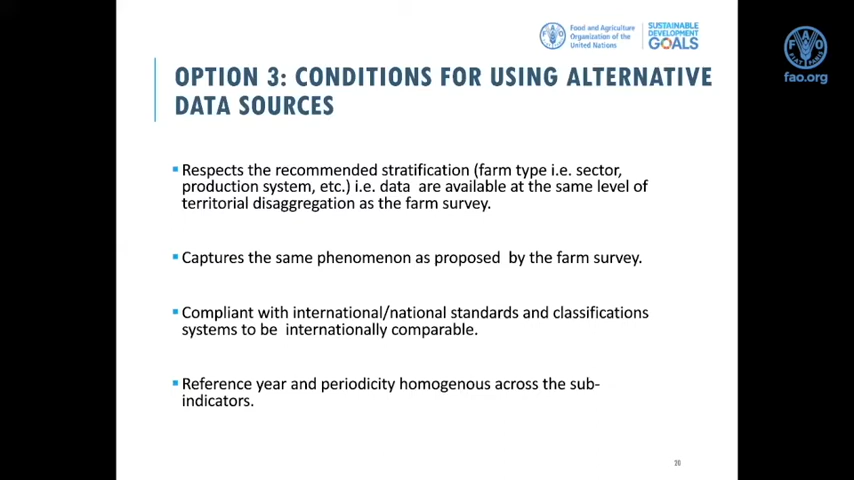 Food and Agriculture
Organization of the
United Nations
SUSTAINABLE
DEVELOPMENT
GOALS
fao.org
OPTION 3: CONDITIONS FOR USING ALTERNATIVE
DATA SOURCES
Respects the recommended stratification (farm type i.e. sector,
production system, etc.) i.e. data are available at the same level of
territorial disaggregation as the farm survey.
Captures the same phenomenon as proposed by the farm survey.
Compliant with international/national standards and classifications
systems to be internationally comparable.
Reference year and periodicity homogenous across the sub-
indicators.
20